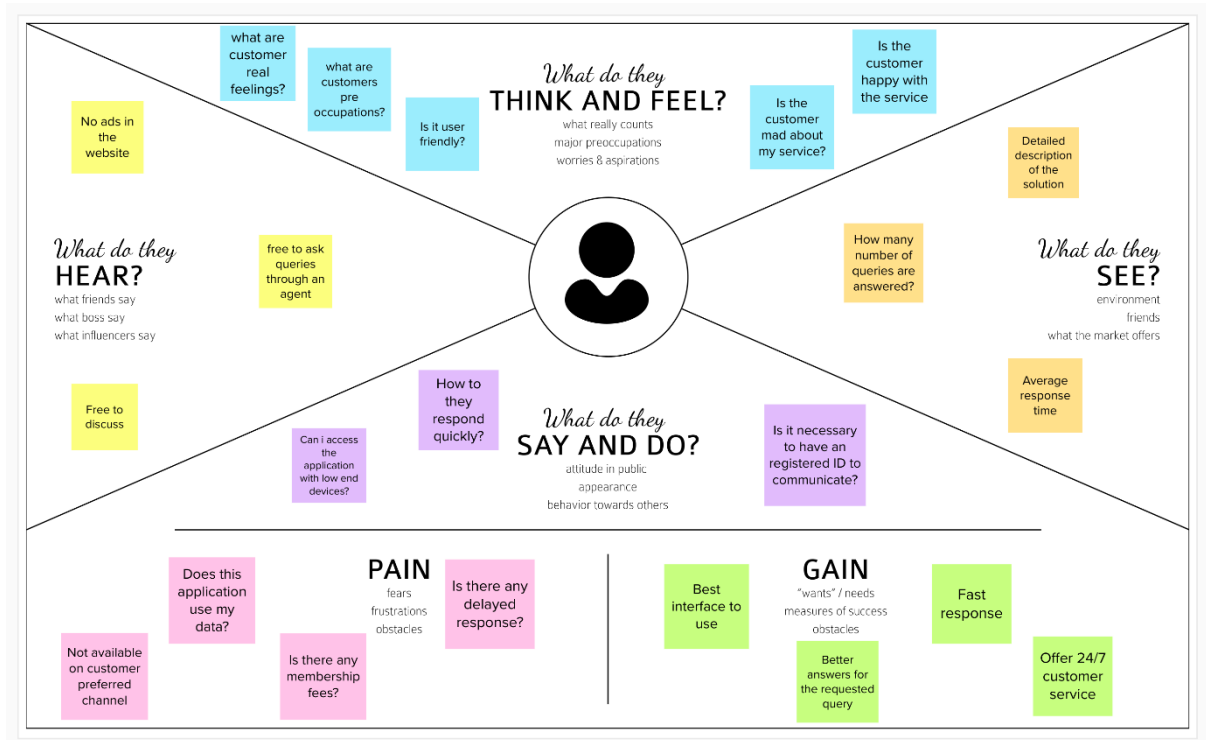 what are
customer
real
feelings?
what are
customers
pre
occupations?
Is it user
friendly?
What do they
THINK AND FEEL?
what really counts
major preoccupations
worries & aspirations
Is the
customer
mad about
my service?
Is the
customer
happy with
the service
No ads in
the
website
What do they
HEAR?
what friends say
what boss say
what influencers say
free to ask
queries
through an
agent
Free to
discuss
Detailed
description
of the
solution
How many
number of
queries are
answered?
What do they
SEE?
environment
friends
what the market offers
Average
response
time
How to
they
respond
quickly?
Can i access
the
application
with low end
devices?
What do they
SAY AND DO?
attitude in public
appearance
behavior towards others
Is it necessary
to have an
registered ID to
communicate?
Does this
application
use my
data?
PAIN
fears
frustrations
obstacles
Is there any
delayed
response?
Not available
on customer
preferred
channel
Is there any
membership
fees?
Best
interface to
use
GAIN
"wants" / needs
measures of success
obstacles
Fast
response
Better
answers for
the requested
query
Offer 24/7
customer
service